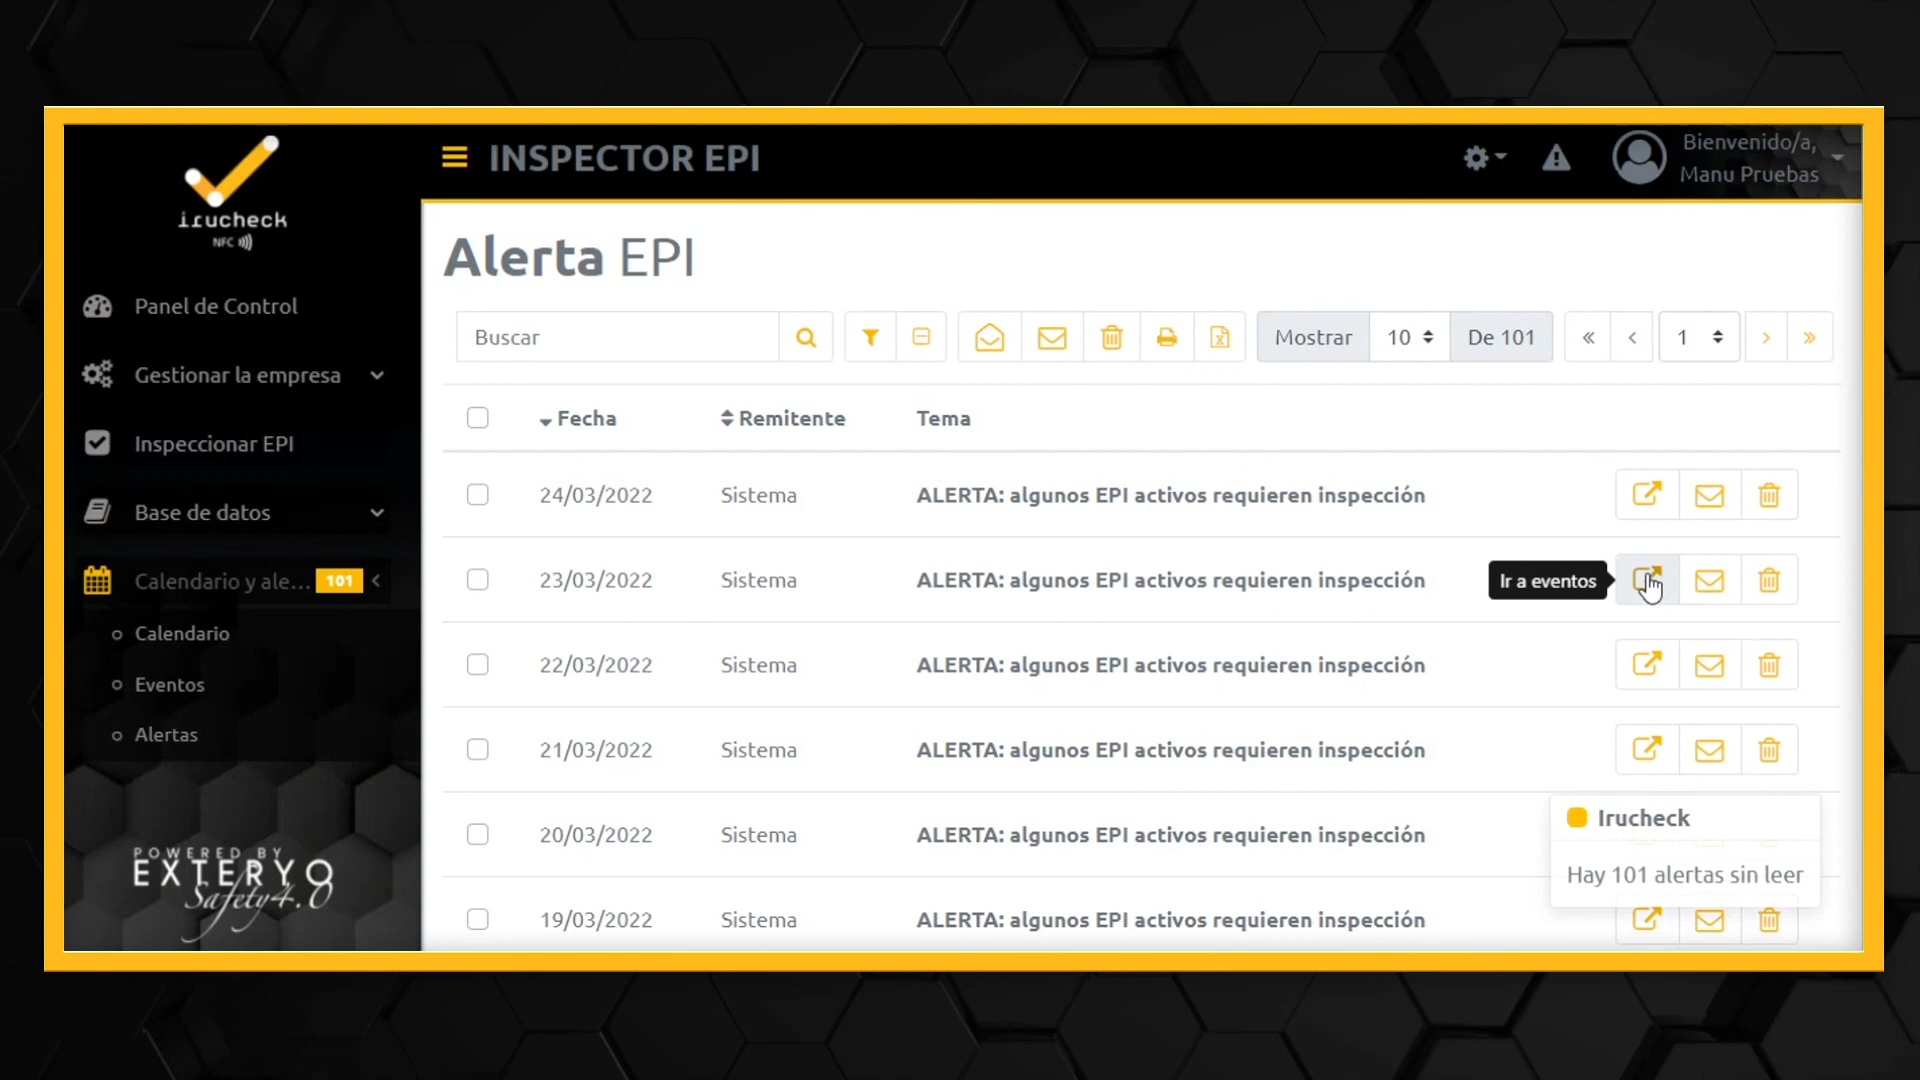 irucheck
NFC
INSPECTOR EPI
Bienvenido/a,
Manu Pruebas
Panel de Control
Gestionar la empresa
Inspeccionar EPI
Base de datos
Calendario y ale... 101
Calendario
Eventos
Alertas
POWERED BY
EXTERYO
Safety4.0
Alerta EPI
Buscar
Mostrar 10 De 101 « ‹ 1 › »
Fecha Remitente Tema
24/03/2022 Sistema ALERTA: algunos EPI activos requieren inspección
23/03/2022 Sistema ALERTA: algunos EPI activos requieren inspección Ir a eventos
22/03/2022 Sistema ALERTA: algunos EPI activos requieren inspección
21/03/2022 Sistema ALERTA: algunos EPI activos requieren inspección
20/03/2022 Sistema ALERTA: algunos EPI activos requieren inspección
19/03/2022 Sistema ALERTA: algunos EPI activos requieren inspección
Irucheck
Hay 101 alertas sin leer